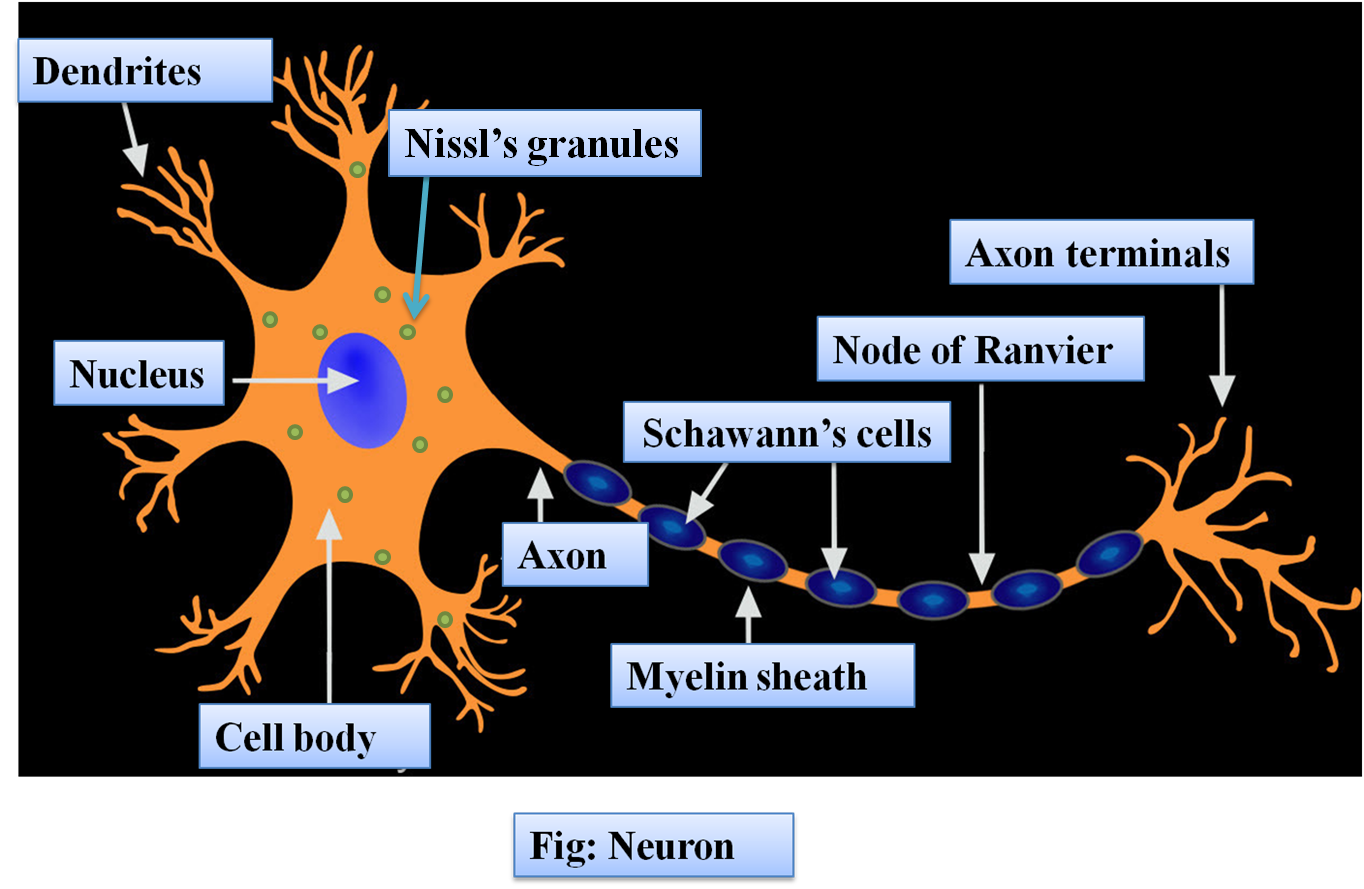 Dendrites
Nissl’s granules
Axon terminals
Node of Ranvier
Nucleus
Schawann’s cells
Axon
Myelin sheath
Cell body
Fig: Neuron